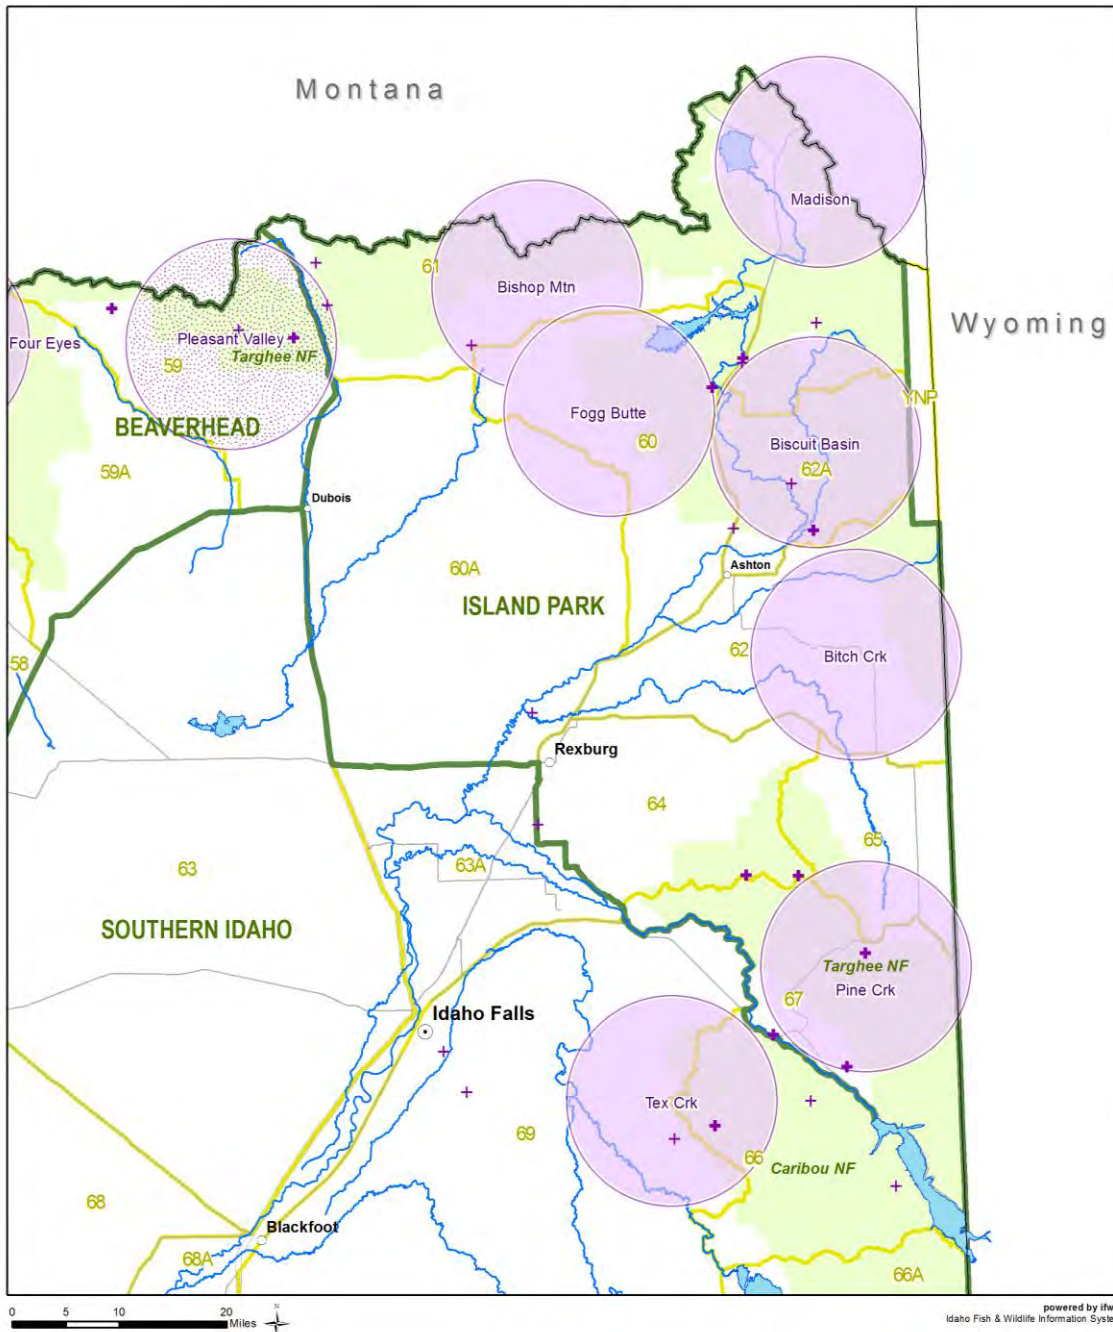 Montana
Madison
61
Bishop Mtn
Wyoming
Four Eyes
Pleasant Valley
Targhee NF
59
YNP
Fogg Butte
60
BEAVERHEAD
Biscuit Basin
62A
59A
Dubois
60A
Ashton
ISLAND PARK
62
Bitch Crk
58
Rexburg
64
65
63
63A
SOUTHERN IDAHO
Targhee NF
Pine Crk
67
Idaho Falls
Tex Crk
69
66
Caribou NF
68
Blackfoot
68A
66A
0 5 10 20
Miles
N
powered by ifw
Idaho Fish & Wildlife Information Syste